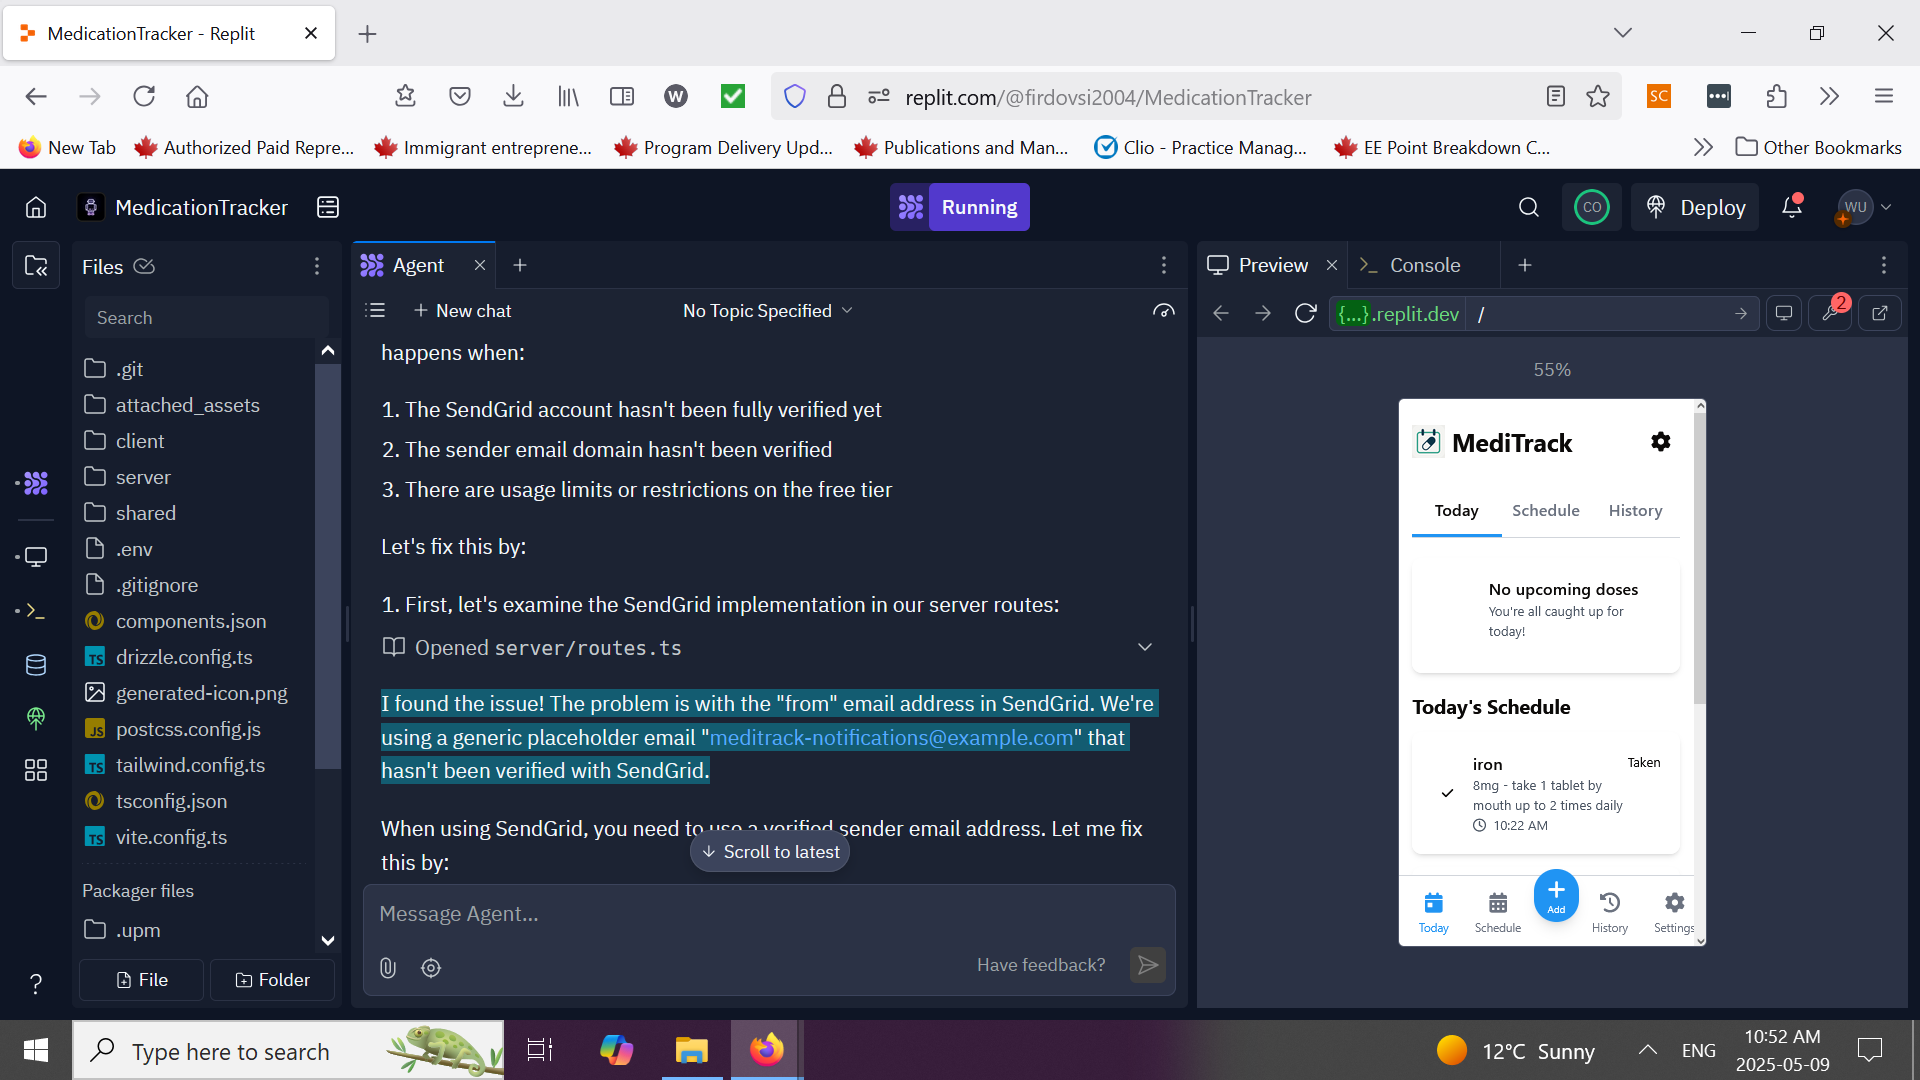 MedicationTracker - Replit
replit.com/@firdovsi2004/MedicationTracker
SC
W
New Tab
Authorized Paid Repre...
Immigrant entreprene...
Program Delivery Upd...
Publications and Man...
Clio - Practice Manag...
EE Point Breakdown C...
Other Bookmarks
MedicationTracker
Running
CO
Deploy
WU
Files
Search
.git
attached_assets
client
server
shared
.env
.gitignore
components.json
TS drizzle.config.ts
generated-icon.png
JS postcss.config.js
TS tailwind.config.ts
tsconfig.json
TS vite.config.ts
Packager files
.upm
File
Folder
?
Agent
New chat
No Topic Specified
happens when:
1. The SendGrid account hasn't been fully verified yet
2. The sender email domain hasn't been verified
3. There are usage limits or restrictions on the free tier
Let's fix this by:
1. First, let's examine the SendGrid implementation in our server routes:
Opened server/routes.ts
I found the issue! The problem is with the "from" email address in SendGrid. We're
using a generic placeholder email "meditrack-notifications@example.com" that
hasn't been verified with SendGrid.
When using SendGrid, you need to use a verified sender email address. Let me fix
this by:
Scroll to latest
Message Agent...
Have feedback?
Preview
Console
{...}.replit.dev
/
2
55%
MediTrack
Today
Schedule
History
No upcoming doses
You're all caught up for
today!
Today's Schedule
iron
Taken
8mg - take 1 tablet by
mouth up to 2 times daily
10:22 AM
Today
Schedule
Add
History
Settings
Type here to search
12°C Sunny
ENG
10:52 AM
2025-05-09